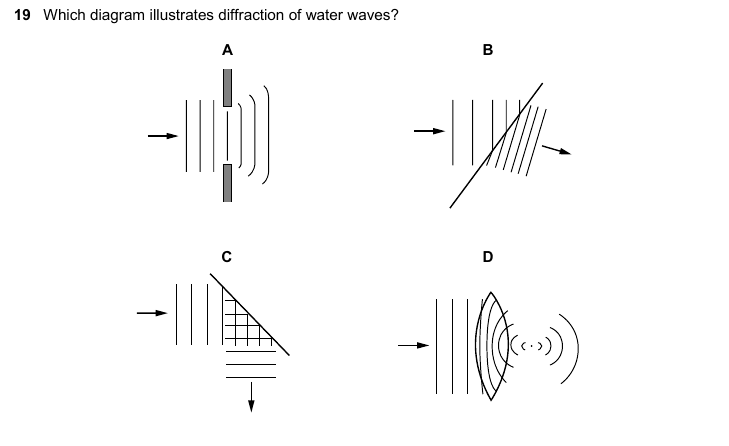 19 Which diagram illustrates diffraction of water waves?
A
B
C
D